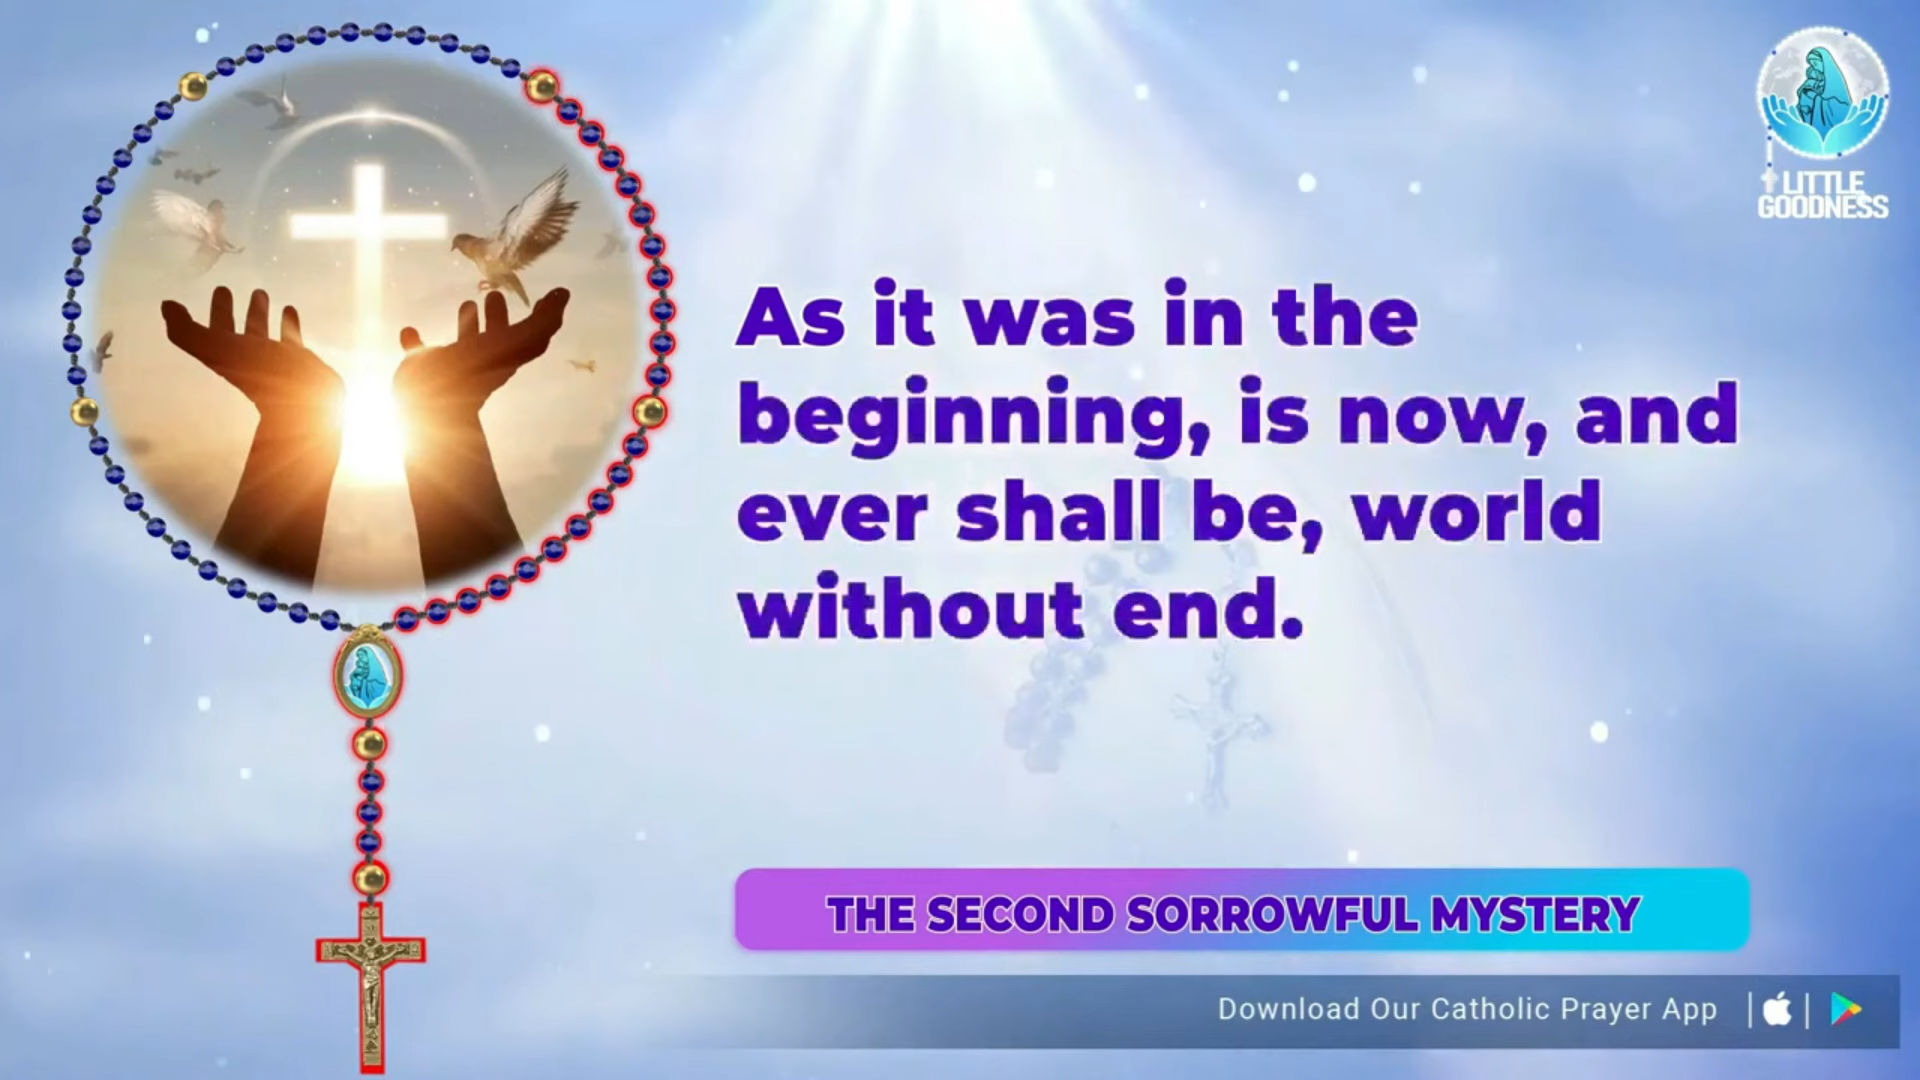 LITTLE
GOODNESS
As it was in the
beginning, is now, and
ever shall be, world
without end.
THE SECOND SORROWFUL MYSTERY
Download Our Catholic Prayer App